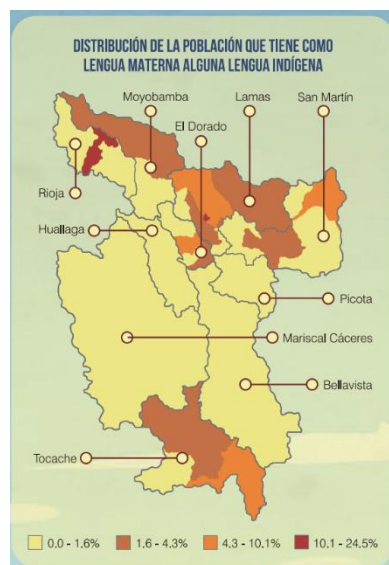 DISTRIBUCIÓN DE LA POBLACIÓN QUE TIENE COMO
LENGUA MATERNA ALGUNA LENGUA INDÍGENA
Moyobamba
Lamas
San Martín
El Dorado
Rioja
Huallaga
Picota
Mariscal Cáceres
Bellavista
Tocache
0.0 - 1.6%
1.6 - 4.3%
4.3 - 10.1%
10.1 - 24.5%